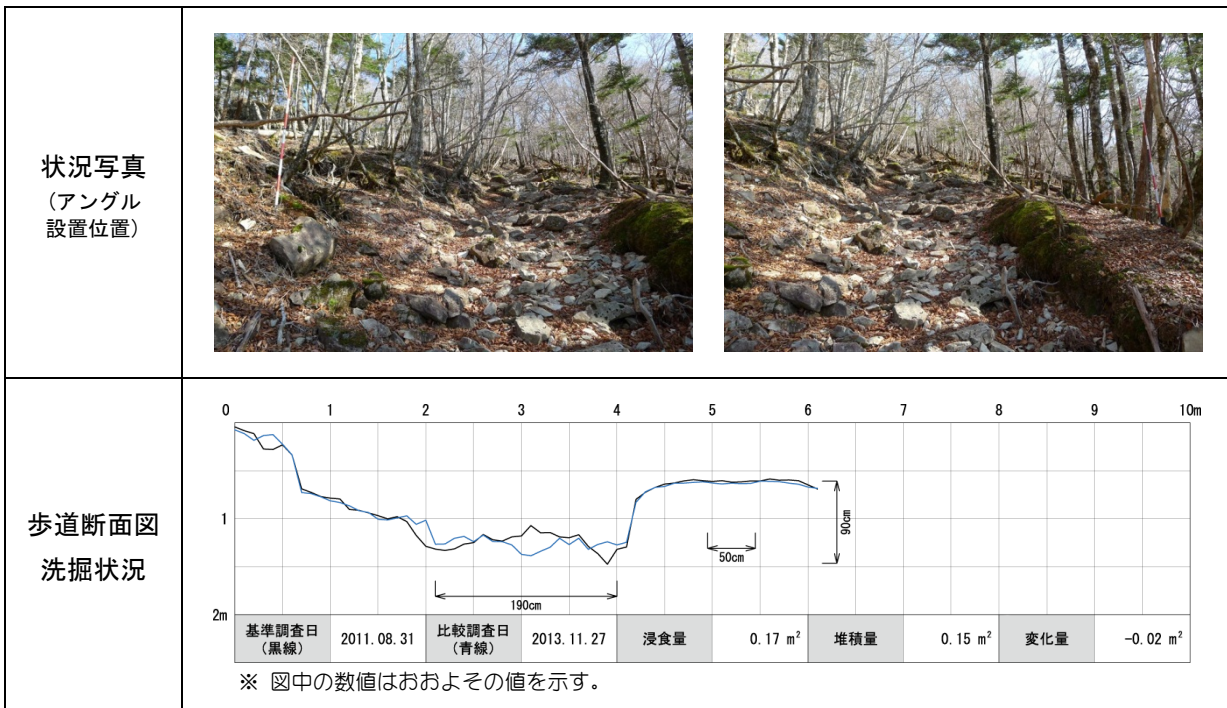 状況写真
（アングル
設置位置）
0 1 2 3 4 5 6 7 8 9 10m
1
2m
90cm
50cm
190cm
歩道断面図
洗掘状況
基準調査日
（黒線）
2011.08.31
比較調査日
（青線）
2013.11.27
浸食量
0.17 m²
堆積量
0.15 m²
変化量
-0.02 m²
※ 図中の数値はおおよその値を示す。